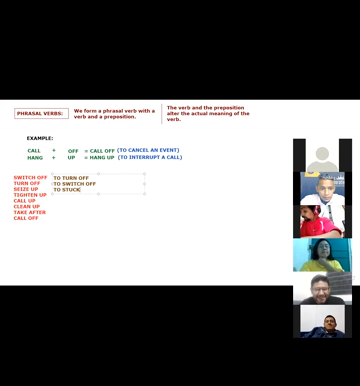 PHRASAL VERBS:
We form a phrasal verb with a
verb and a preposition.
The verb and the preposition
alter the actual meaning of the
verb.
EXAMPLE:
CALL + OFF = CALL OFF (TO CANCEL AN EVENT)
HANG + UP = HANG UP (TO INTERRUPT A CALL)
SWITCH OFF TO TURN OFF
TURN OFF TO SWITCH OFF
SEIZE UP TO STUCK
TIGHTEN UP
CALL UP
CLEAN UP
TAKE AFTER
CALL OFF